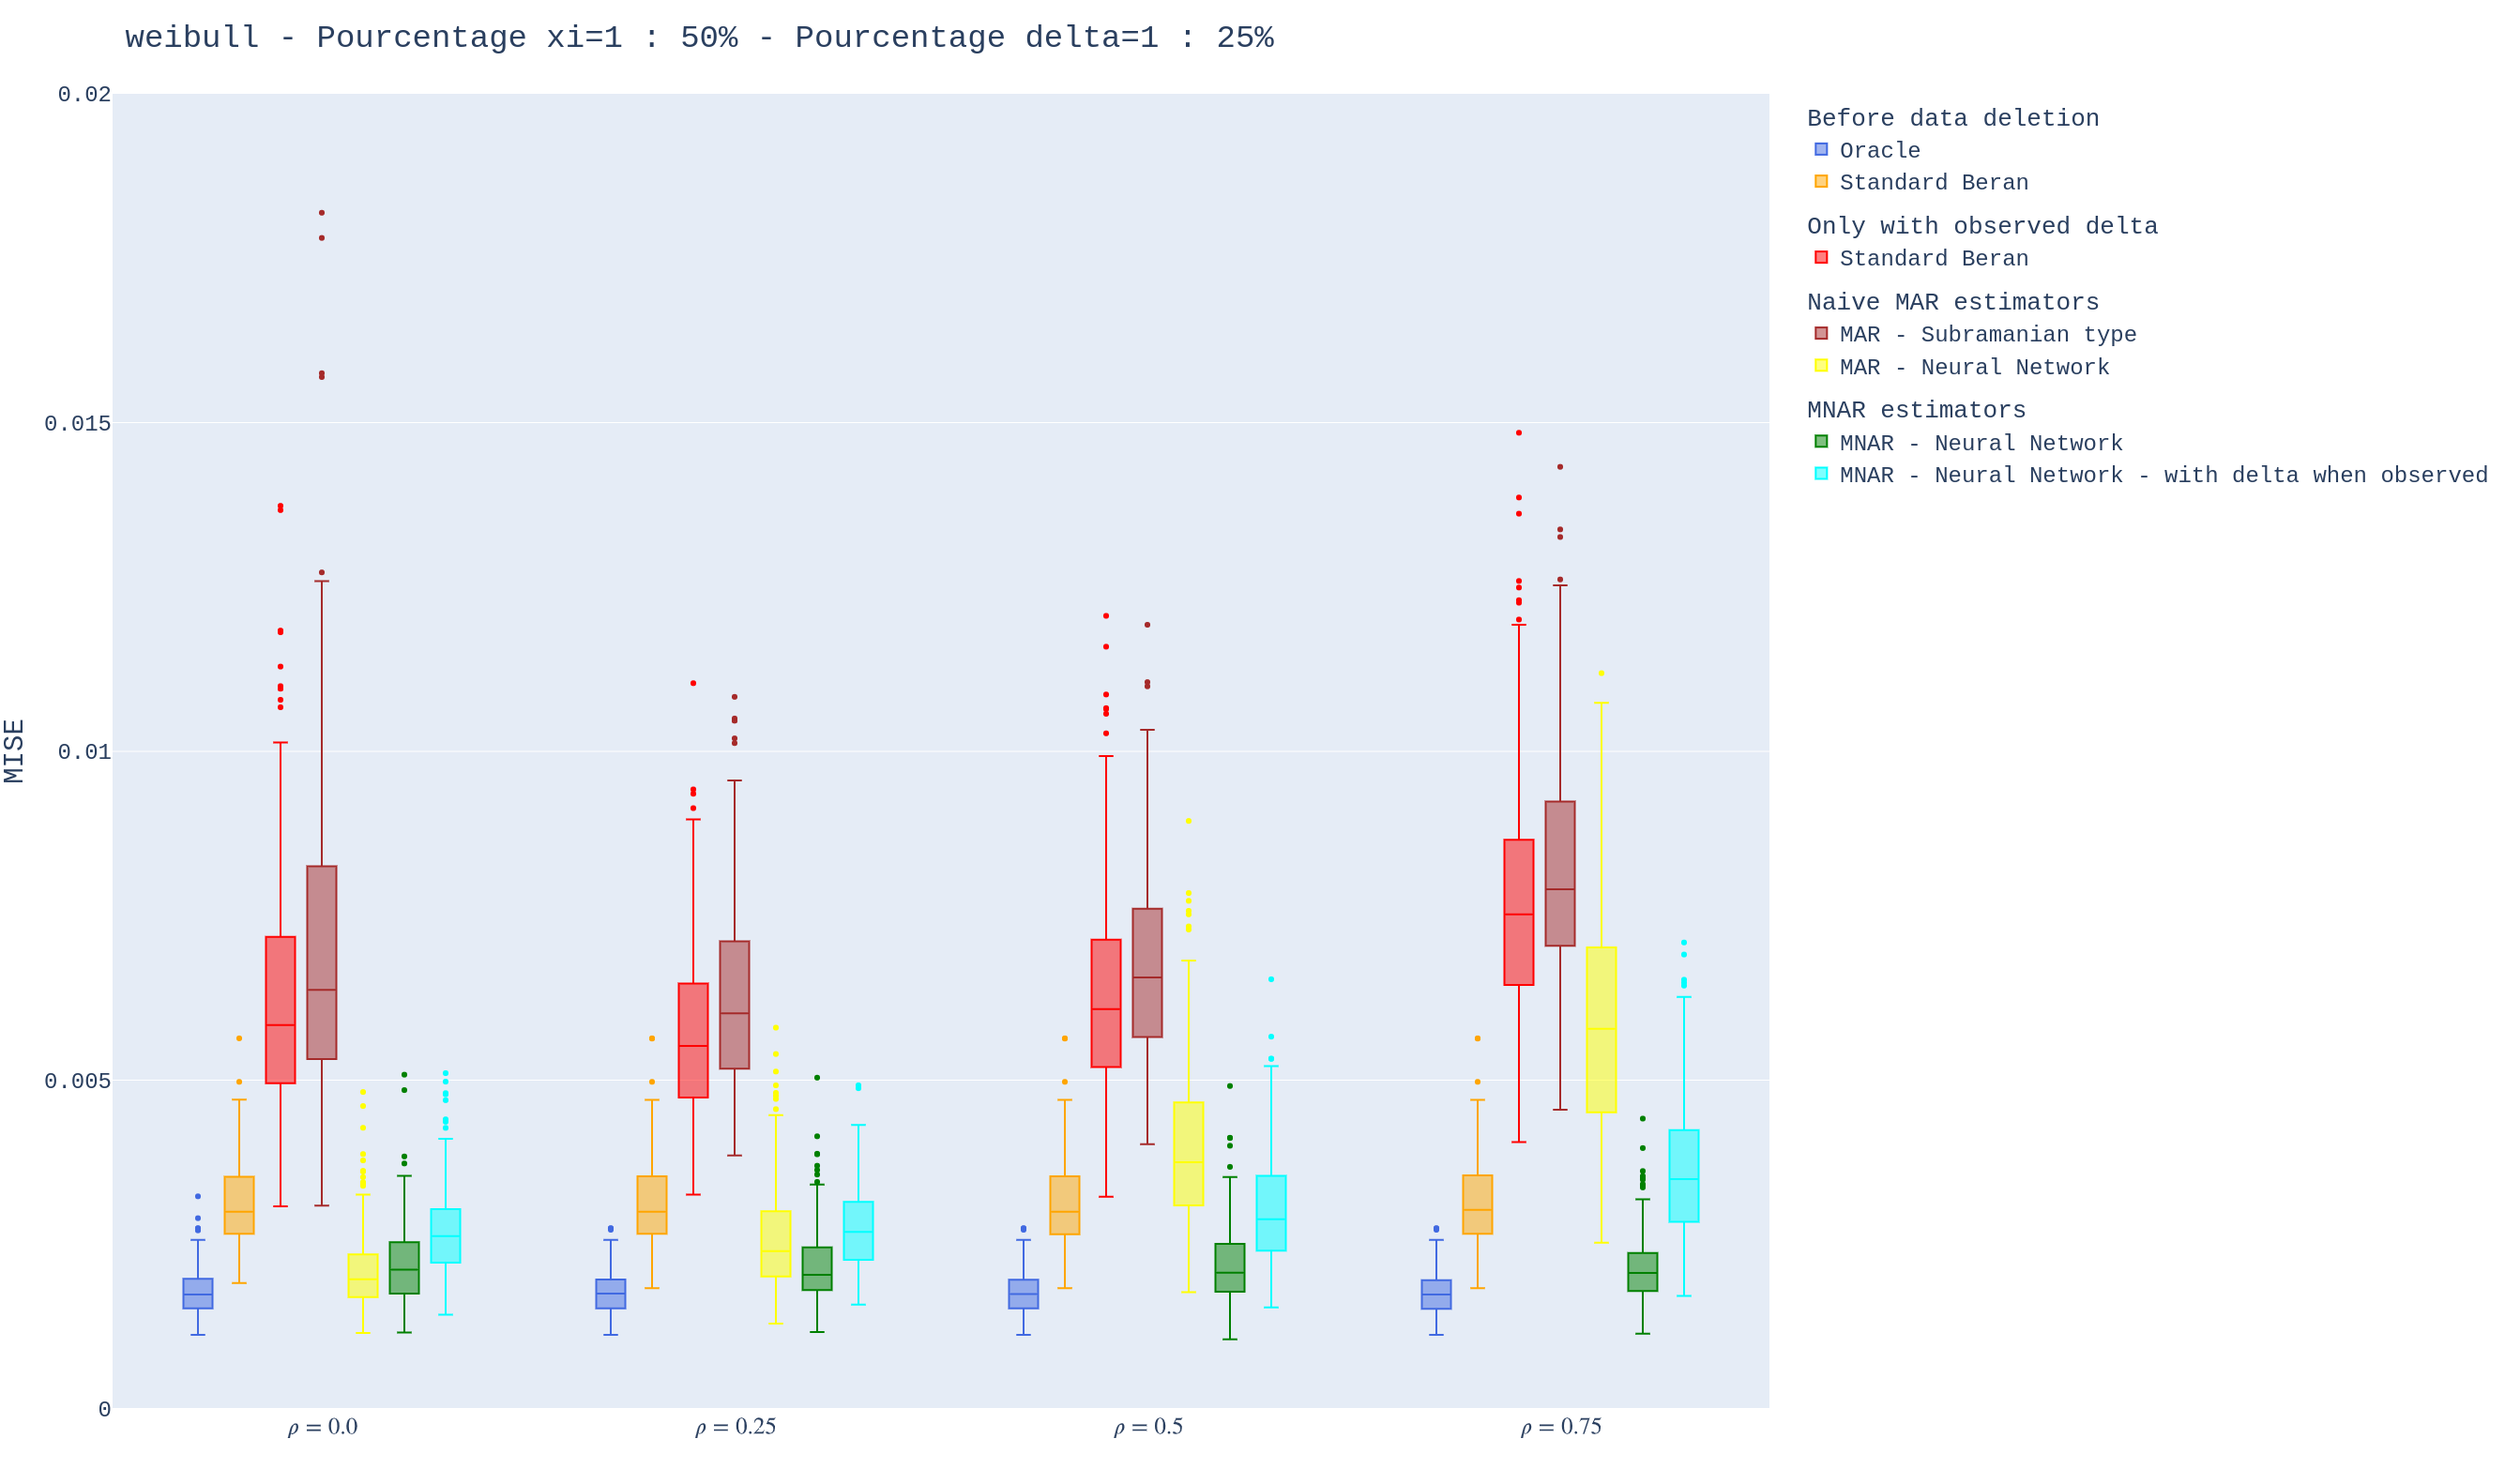 weibull - Pourcentage xi=1 : 50% - Pourcentage delta=1 : 25%
0.02
0.015
0.01
0.005
0
MISE
ρ = 0.0
ρ = 0.25
ρ = 0.5
ρ = 0.75
Before data deletion
Oracle
Standard Beran
Only with observed delta
Standard Beran
Naive MAR estimators
MAR - Subramanian type
MAR - Neural Network
MNAR estimators
MNAR - Neural Network
MNAR - Neural Network - with delta when observed